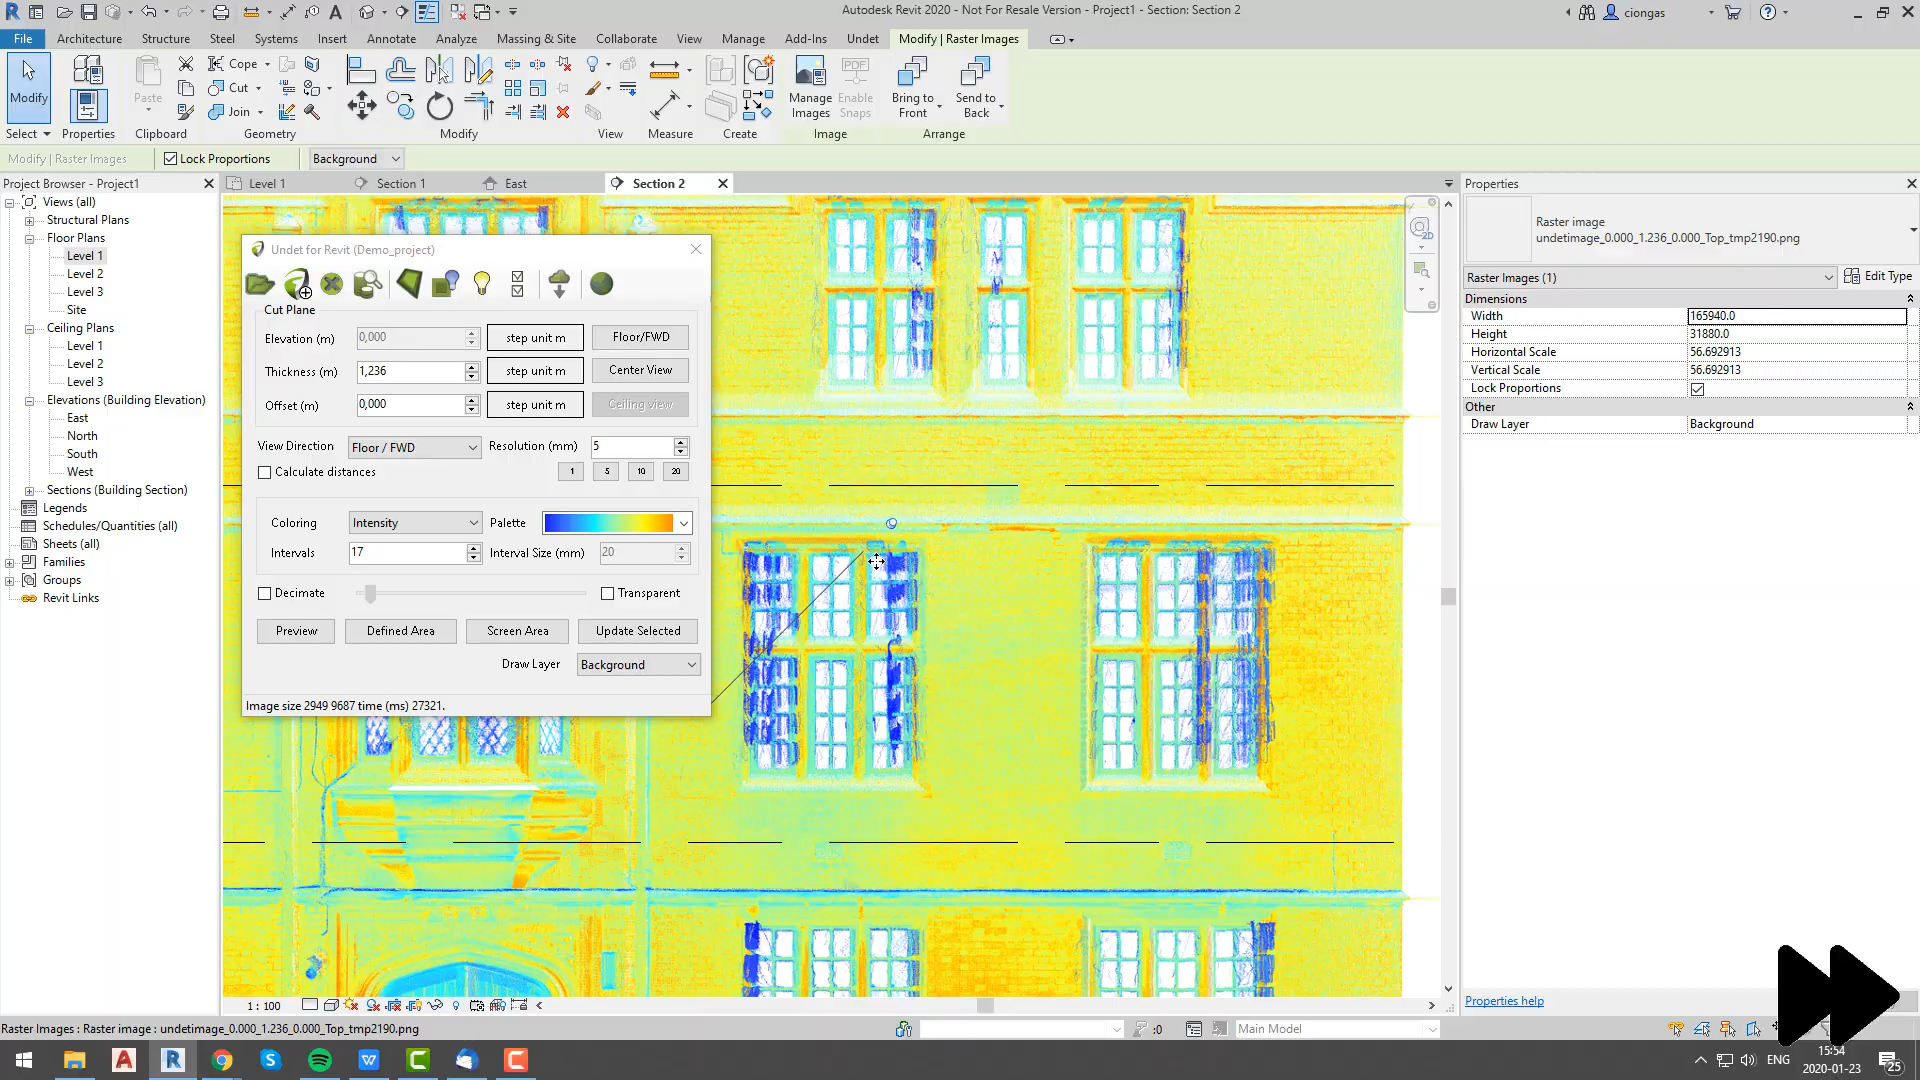 Autodesk Revit 2020 - Not For Resale Version - Project1 - Section: Section 2
ciongas
File Architecture Structure Steel Systems Insert Annotate Analyze Massing & Site Collaborate View Manage Add-Ins Undet Modify | Raster Images
Modify
Select
Properties
Paste
Clipboard
Cope
Cut
Join
Geometry
Modify
View
Measure
Create
Manage Images
PDF
Enable Snaps
Image
Bring to Front
Send to Back
Arrange
Modify | Raster Images
Lock Proportions
Background
Project Browser - Project1
Views (all)
Structural Plans
Floor Plans
Level 1
Level 2
Level 3
Site
Ceiling Plans
Level 1
Level 2
Level 3
Elevations (Building Elevation)
East
North
South
West
Sections (Building Section)
Legends
Schedules/Quantities (all)
Sheets (all)
Families
Groups
Revit Links
Level 1
Section 1
East
Section 2
Undet for Revit (Demo_project)
Cut Plane
Elevation (m) 0,000 step unit m Floor/FWD
Thickness (m) 1,236 step unit m Center View
Offset (m) 0,000 step unit m Ceiling view
View Direction Floor / FWD Resolution (mm) 5
Calculate distances 1 5 10 20
Coloring Intensity Palette
Intervals 17 Interval Size (mm) 20
Decimate Transparent
Preview Defined Area Screen Area Update Selected
Draw Layer Background
Image size 2949 9687 time (ms) 27321.
2D
Properties
Raster image
undetimage_0.000_1.236_0.000_Top_tmp2190.png
Raster Images (1) Edit Type
Dimensions
Width 165940.0
Height 31880.0
Horizontal Scale 56.692913
Vertical Scale 56.692913
Lock Proportions
Other
Draw Layer Background
Properties help
1 : 100
Raster Images : Raster image : undetimage_0.000_1.236_0.000_Top_tmp2190.png
:0
Main Model
ENG
15:54
2020-01-23
25